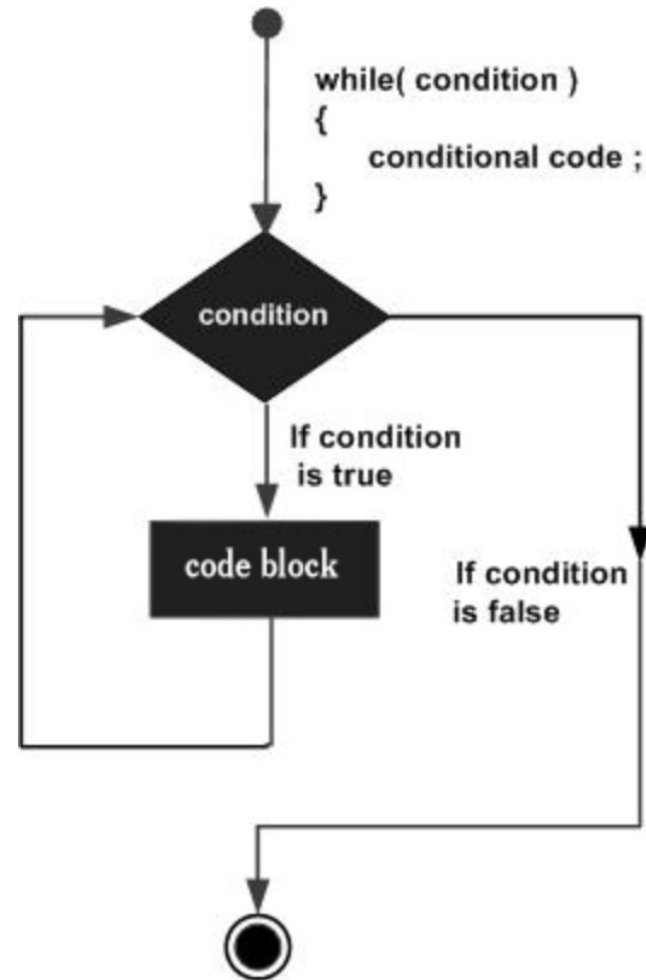 while( condition )
{
conditional code ;
}
condition
If condition
is true
code block
If condition
is false